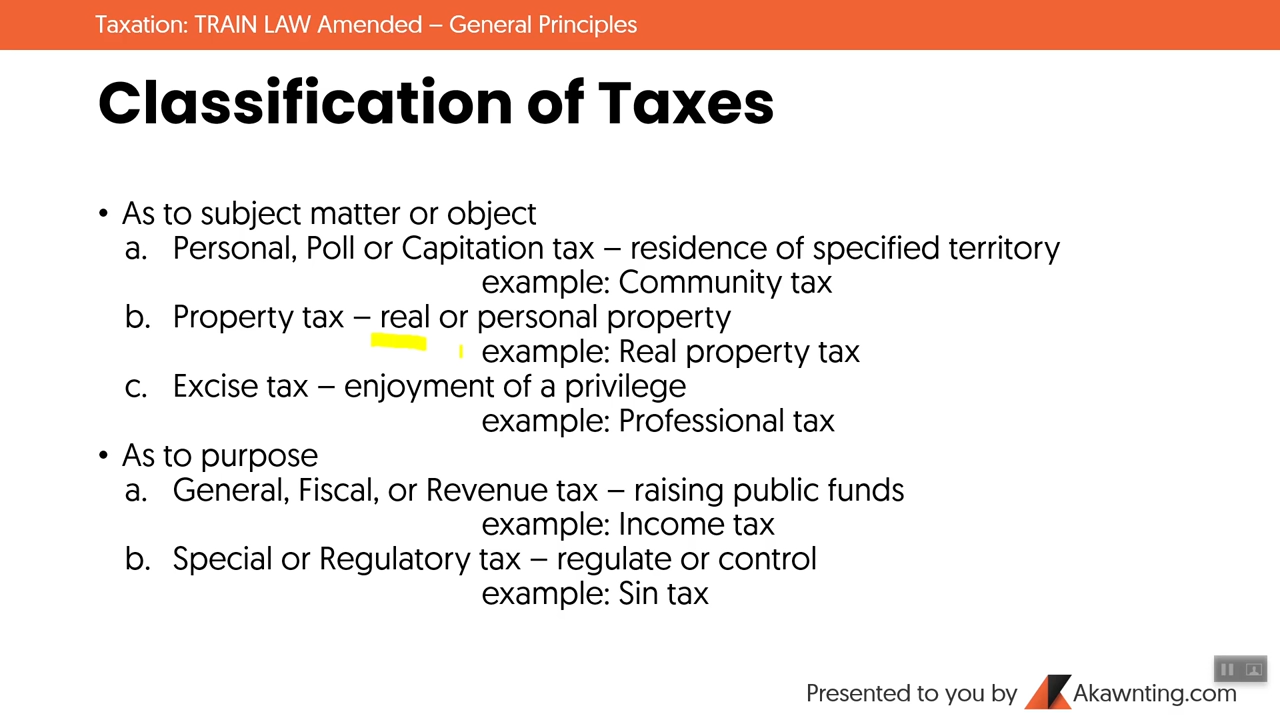 Taxation: TRAIN LAW Amended – General Principles
Classification of Taxes
• As to subject matter or object
a. Personal, Poll or Capitation tax – residence of specified territory
example: Community tax
b. Property tax – real or personal property
example: Real property tax
c. Excise tax – enjoyment of a privilege
example: Professional tax
• As to purpose
a. General, Fiscal, or Revenue tax – raising public funds
example: Income tax
b. Special or Regulatory tax – regulate or control
example: Sin tax
Presented to you by Akawnting.com